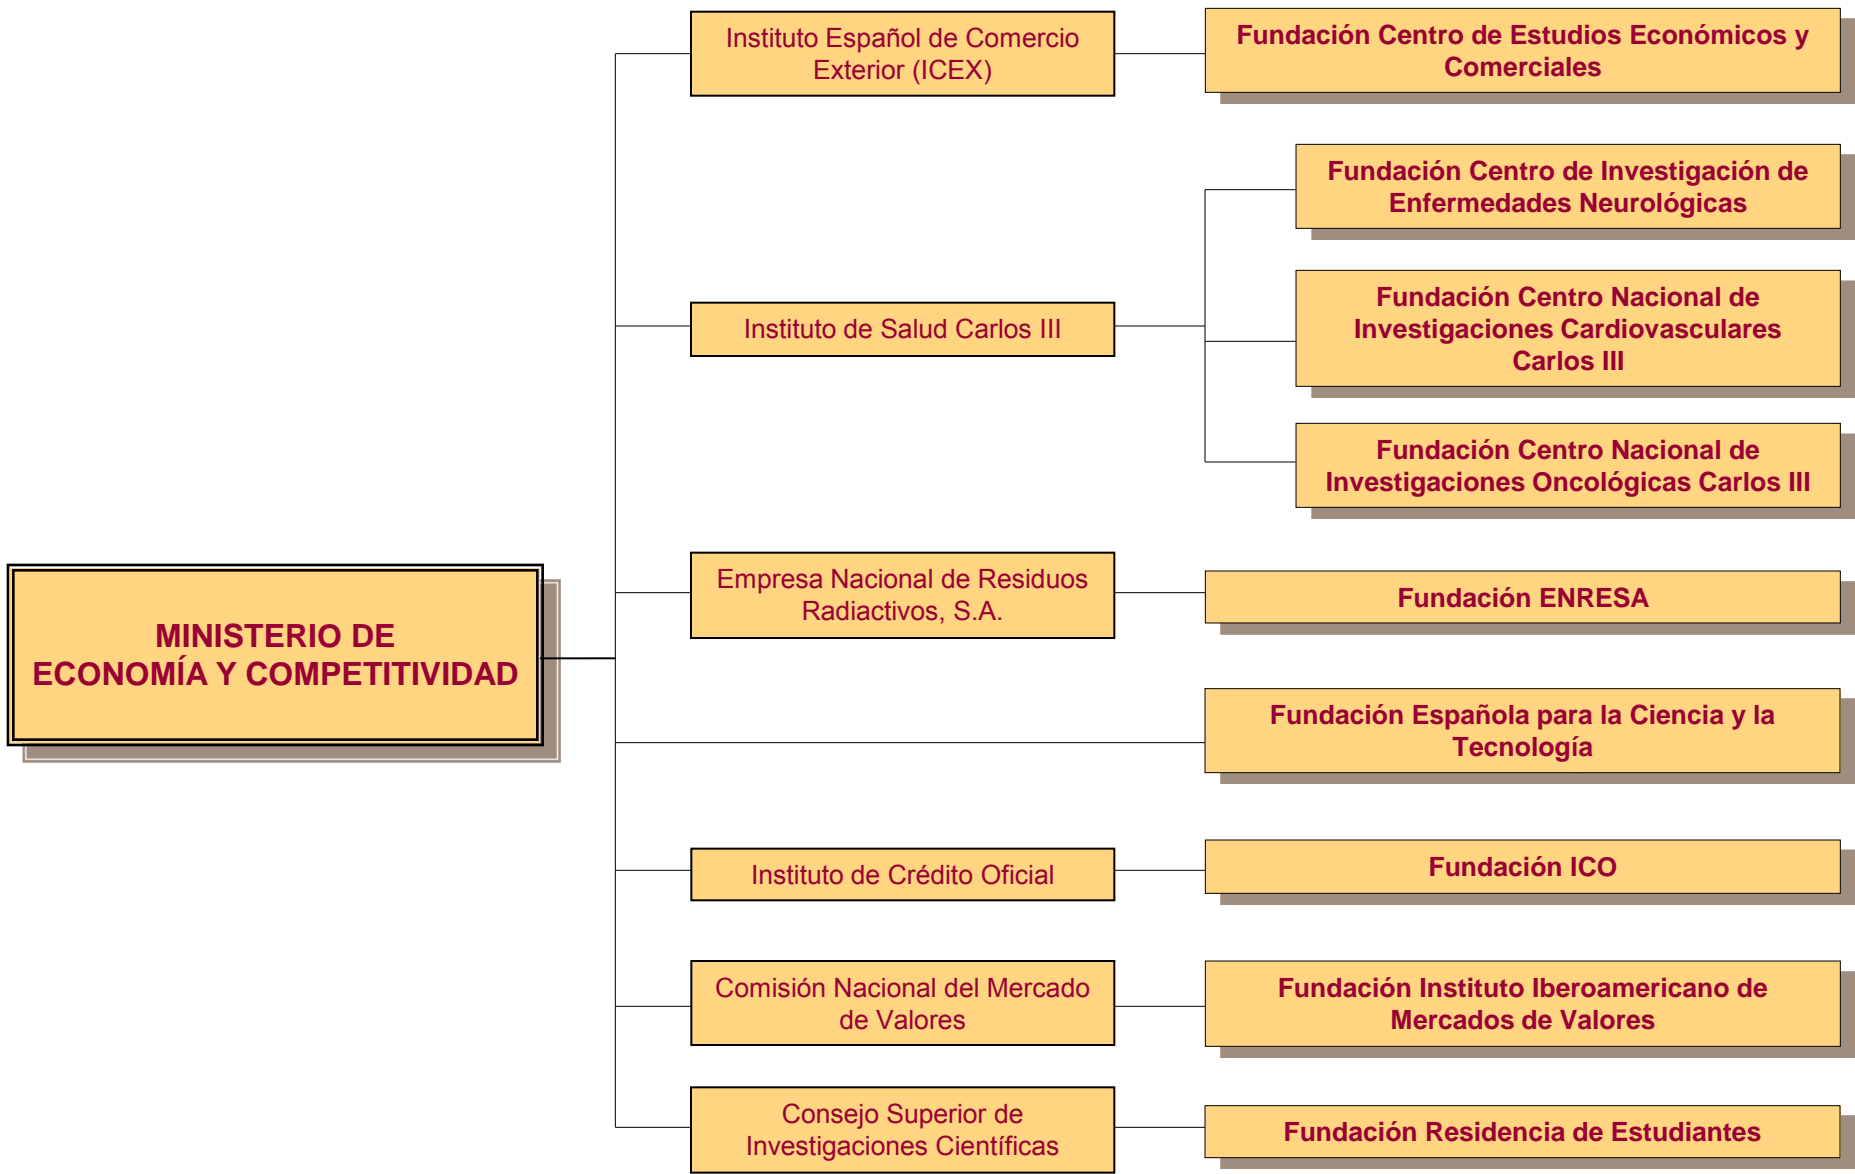 Instituto Español de Comercio
Exterior (ICEX)
Fundación Centro de Estudios Económicos y
Comerciales
Fundación Centro de Investigación de
Enfermedades Neurológicas
Instituto de Salud Carlos III
Fundación Centro Nacional de
Investigaciones Cardiovasculares
Carlos III
Fundación Centro Nacional de
Investigaciones Oncológicas Carlos III
MINISTERIO DE
ECONOMÍA Y COMPETITIVIDAD
Empresa Nacional de Residuos
Radiactivos, S.A.
Fundación ENRESA
Fundación Española para la Ciencia y la
Tecnología
Instituto de Crédito Oficial
Fundación ICO
Comisión Nacional del Mercado
de Valores
Fundación Instituto Iberoamericano de
Mercados de Valores
Consejo Superior de
Investigaciones Científicas
Fundación Residencia de Estudiantes